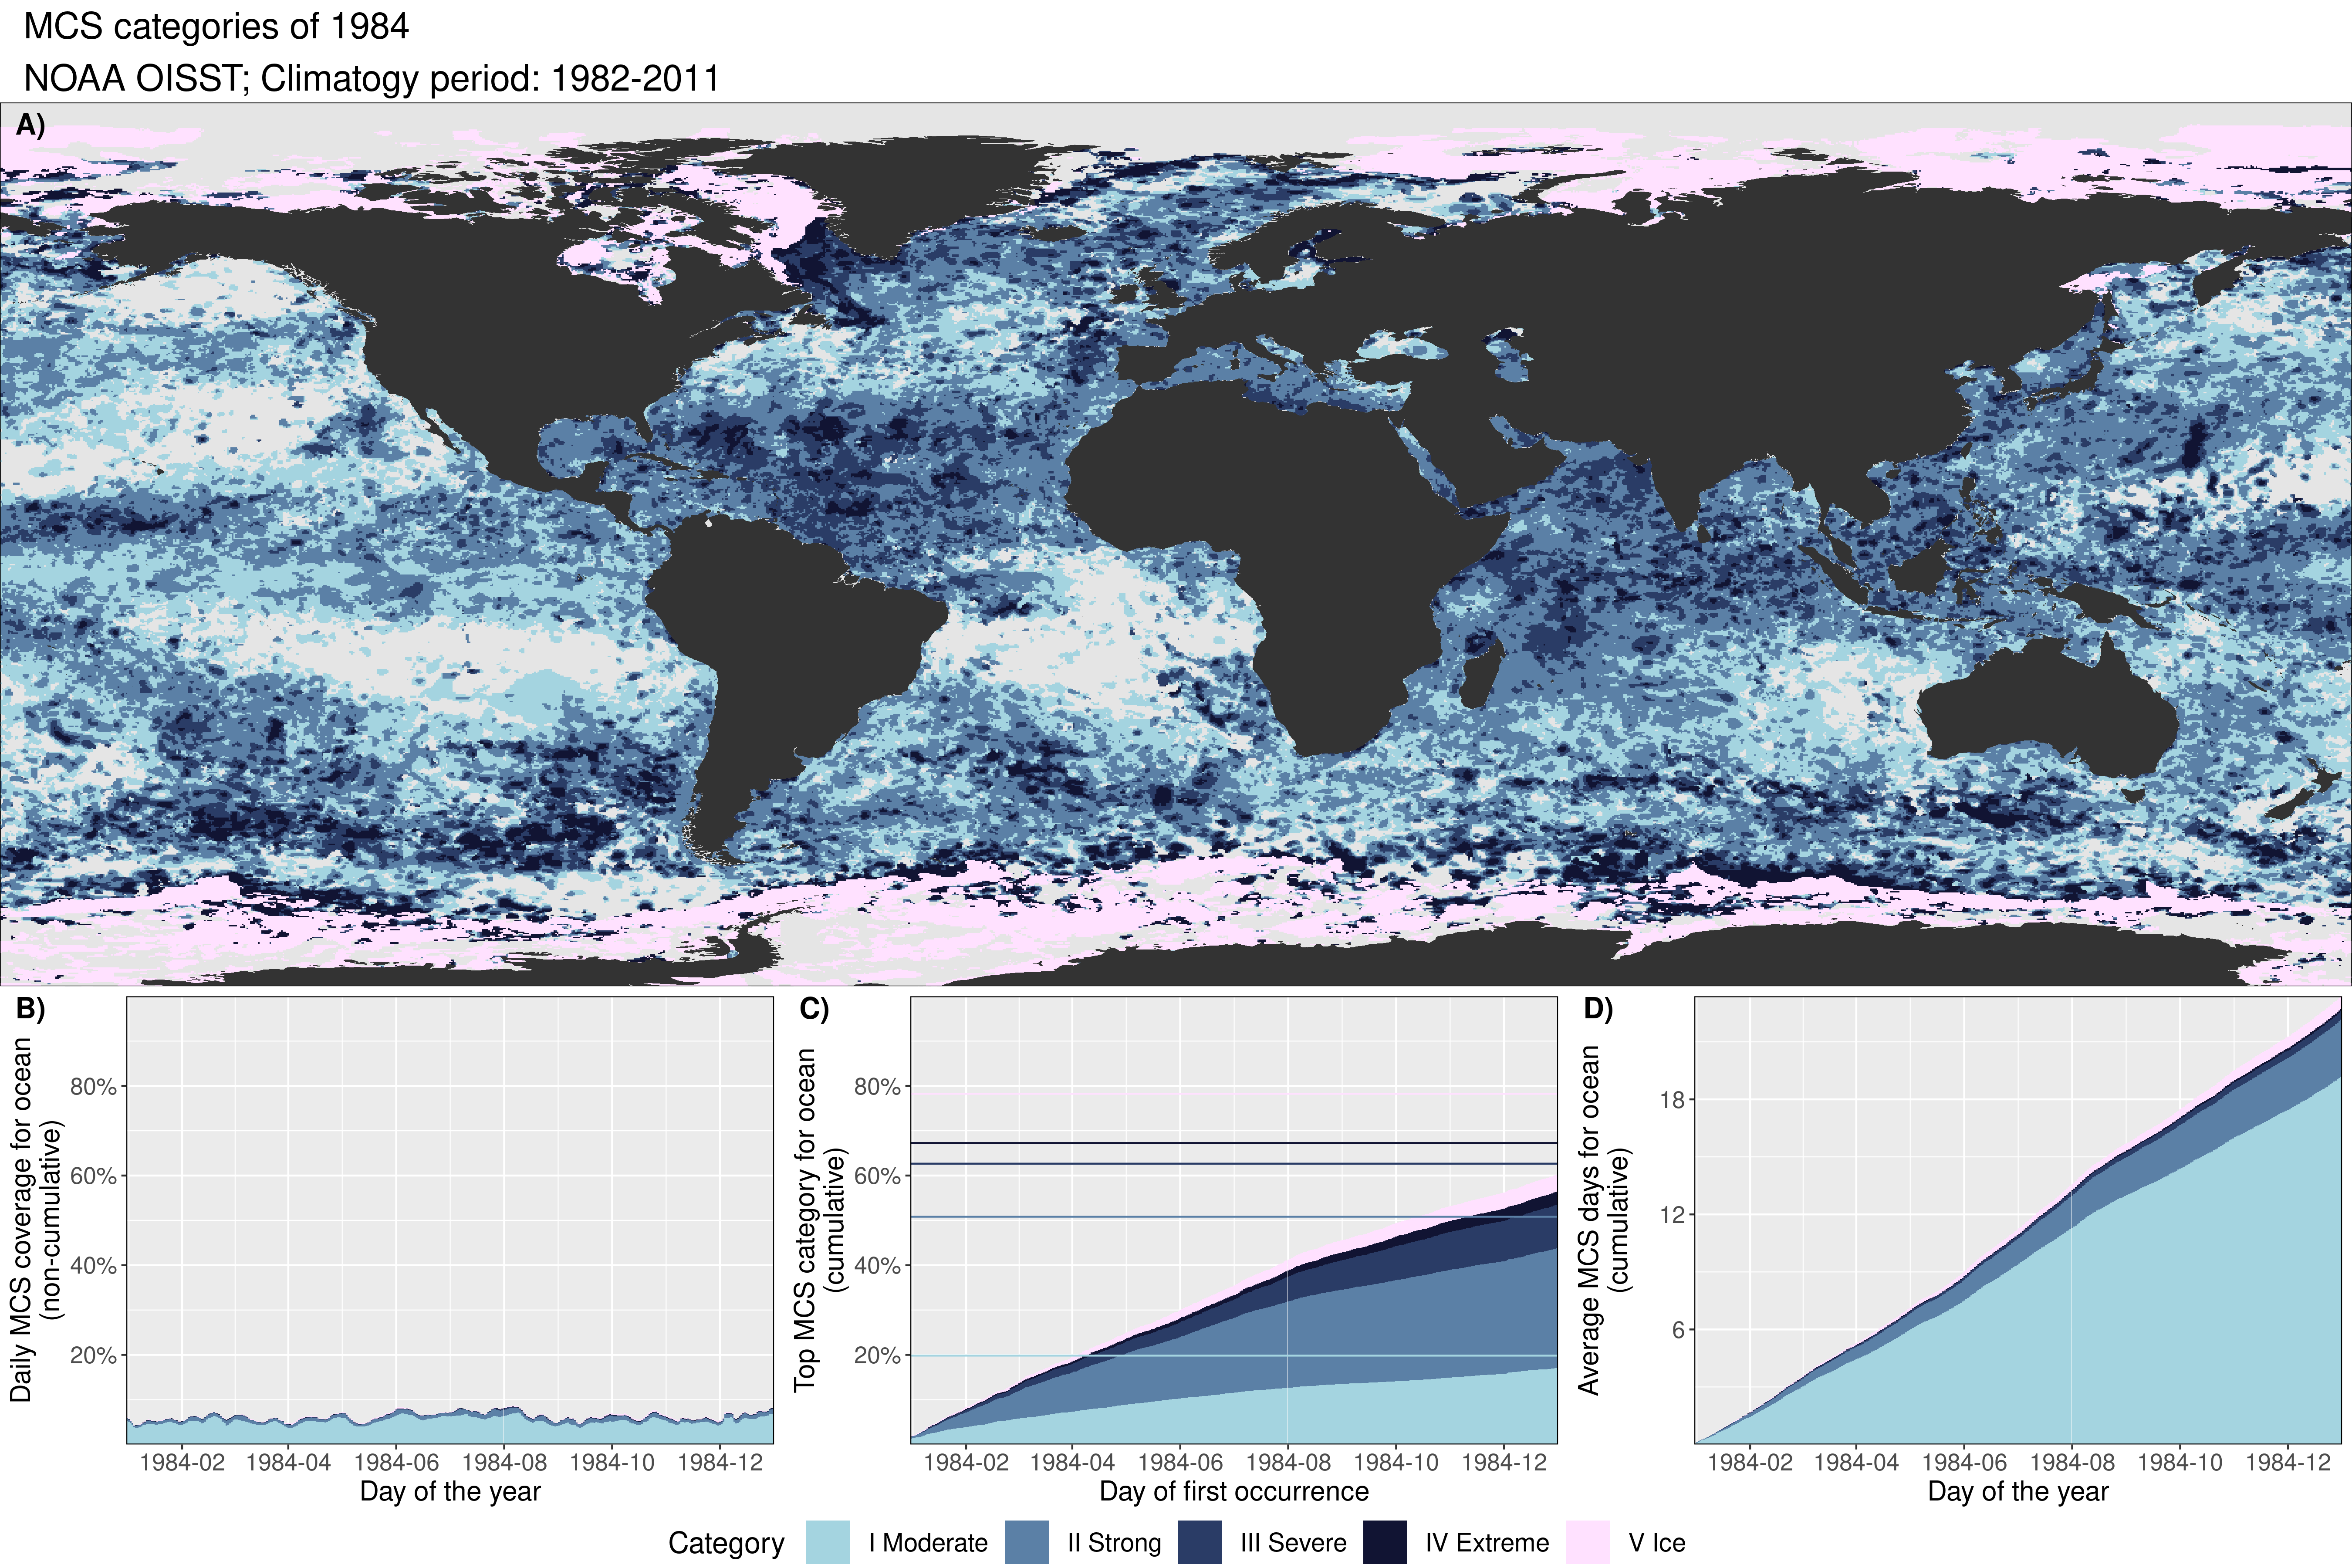 MCS categories of 1984
NOAA OISST; Climatogy period: 1982-2011
A)
B)
Daily MCS coverage for ocean
(non-cumulative)
80%
60%
40%
20%
1984-02 1984-04 1984-06 1984-08 1984-10 1984-12
Day of the year
C)
Top MCS category for ocean
(cumulative)
80%
60%
40%
20%
1984-02 1984-04 1984-06 1984-08 1984-10 1984-12
Day of first occurrence
D)
Average MCS days for ocean
(cumulative)
18
12
6
1984-02 1984-04 1984-06 1984-08 1984-10 1984-12
Day of the year
Category I Moderate II Strong III Severe IV Extreme V Ice